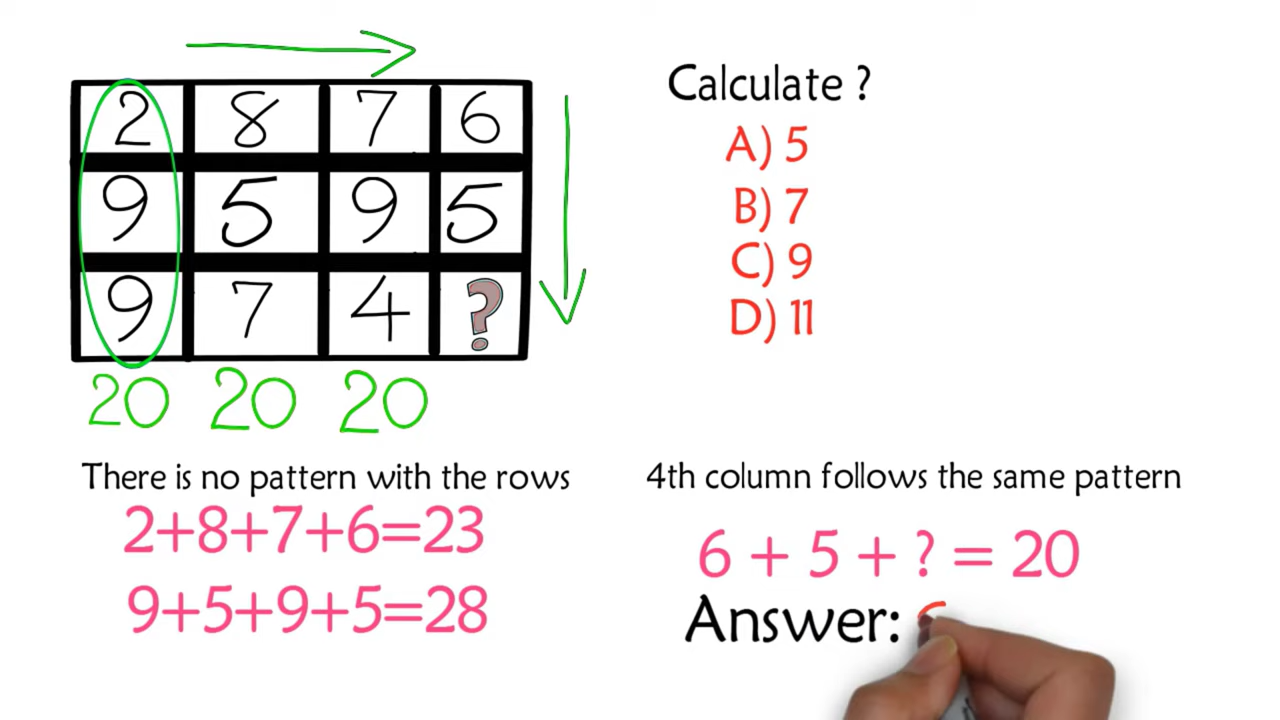 2 8 7 6
9 5 9 5
9 7 4 ?
20 20 20
Calculate ?
A) 5
B) 7
C) 9
D) 11
There is no pattern with the rows
2+8+7+6=23
9+5+9+5=28
4th column follows the same pattern
6 + 5 + ? = 20
Answer: